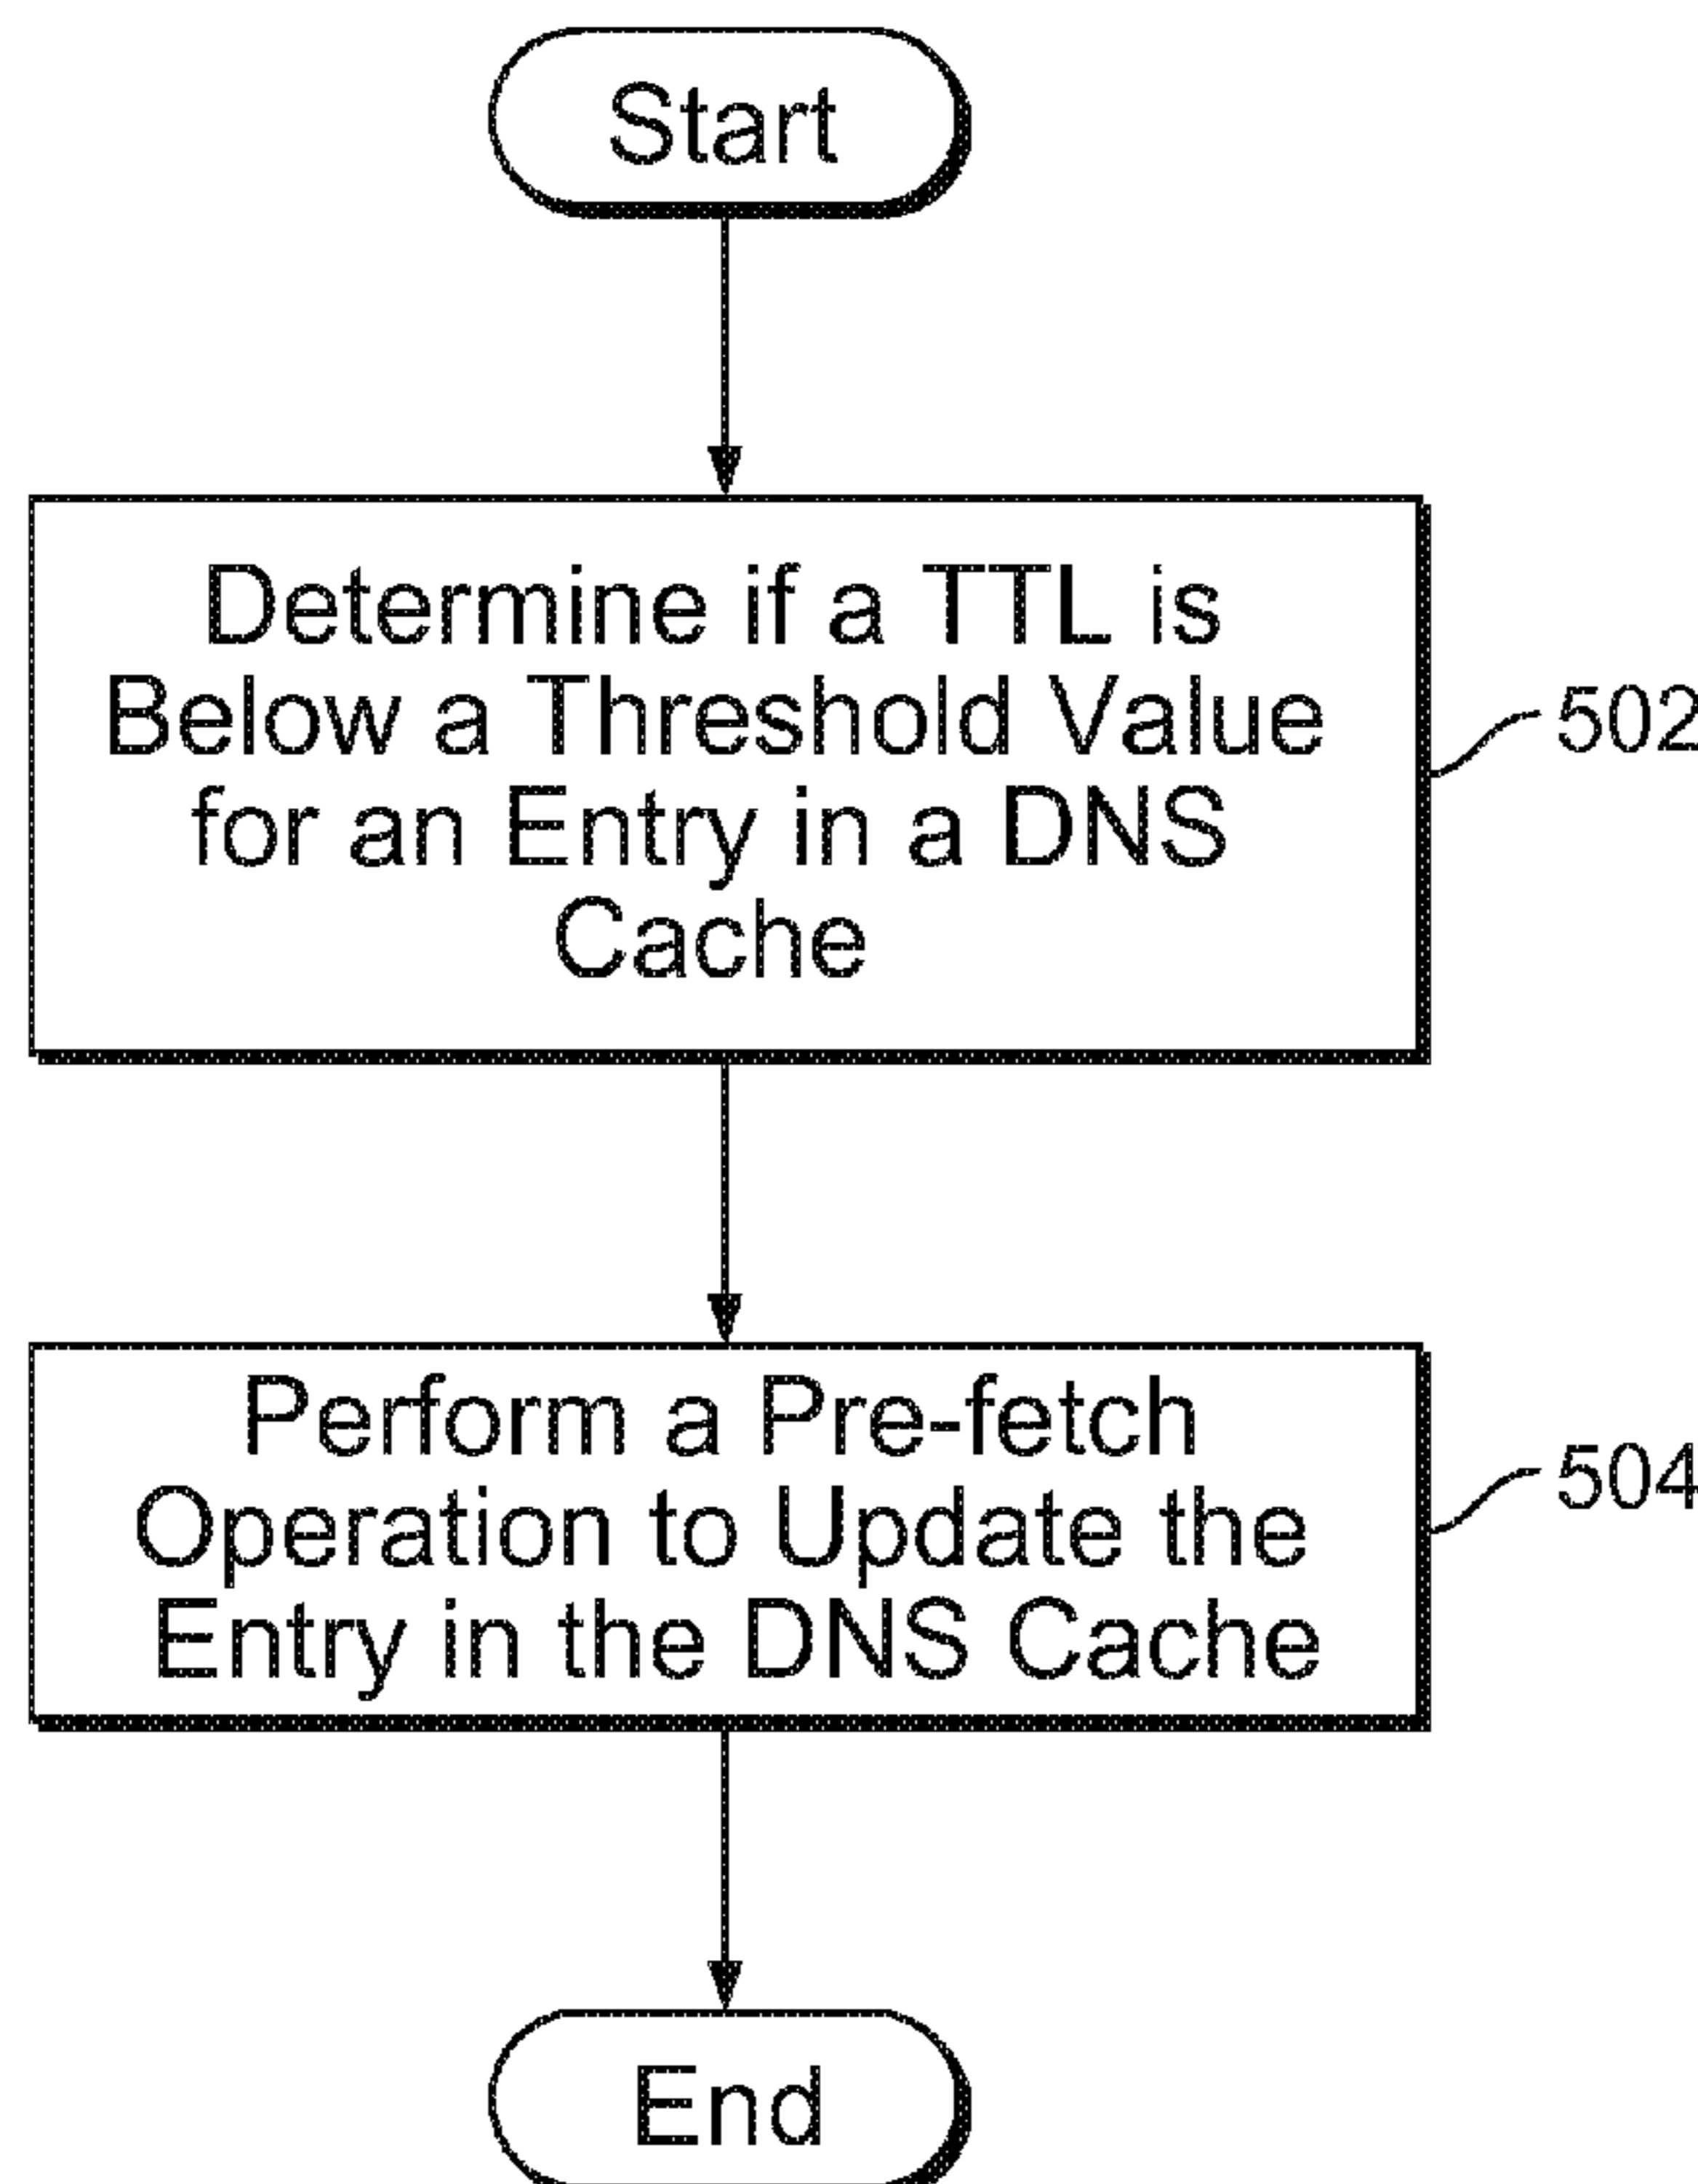 Start
Determine if a TTL is
Below a Threshold Value
for an Entry in a DNS
Cache
502
Perform a Pre-fetch
Operation to Update the
Entry in the DNS Cache
504
End